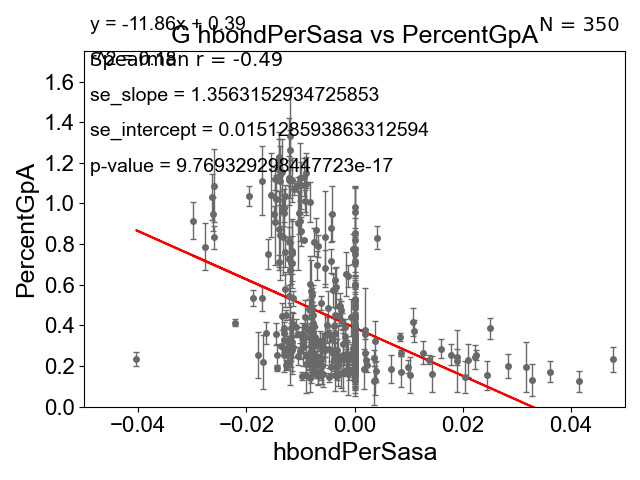 y = -11.86x + 0.39
N = 350
G hbondPerSasa vs PercentGpA
Spearman r = -0.49
se_slope = 1.3563152934725853
se_intercept = 0.015128593863312594
p-value = 9.769329298447723e-17
PercentGpA
1.6
1.4
1.2
1.0
0.8
0.6
0.4
0.2
0.0
−0.04 −0.02 0.00 0.02 0.04
hbondPerSasa